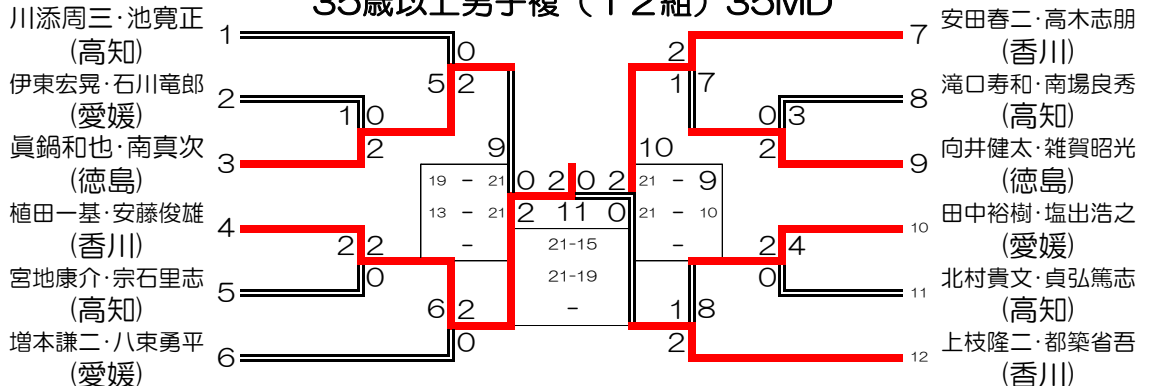 35歳以上男子複（１２組）35MD
川添周三・池寛正
(高知)
1
伊東宏晃・石川竜郎
(愛媛)
2
眞鍋和也・南真次
(徳島)
3
植田一基・安藤俊雄
(香川)
4
宮地康介・宗石里志
(高知)
5
増本謙二・八束勇平
(愛媛)
6
0
5 2
1 0
2
2 2
0
6 2
0
9
19 - 21
13 - 21
-
0 2 0 2
2 11 0
21-15
21-19
-
10
21 - 9
21 - 10
-
2
1 7
0 3
2
2 4
0
1 8
2
7
安田春二・高木志朋
(香川)
8
滝口寿和・南場良秀
(高知)
9
向井健太・雑賀昭光
(徳島)
10
田中裕樹・塩出浩之
(愛媛)
11
北村貴文・貞弘篤志
(高知)
12
上枝隆二・都築省吾
(香川)